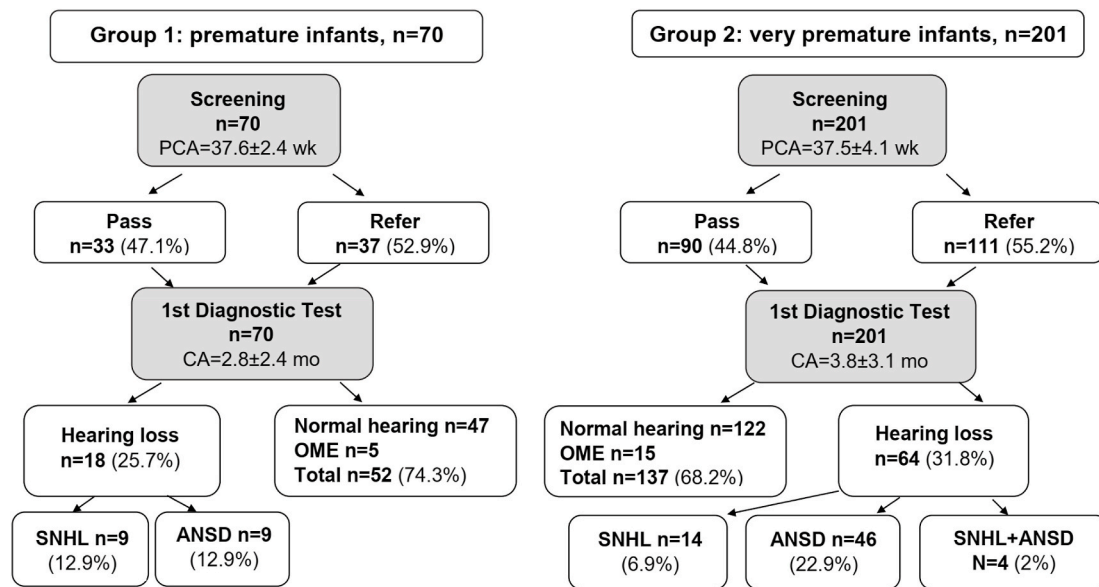 Group 1: premature infants, n=70
Screening
n=70
PCA=37.6±2.4 wk
Pass
n=33 (47.1%)
Refer
n=37 (52.9%)
1st Diagnostic Test
n=70
CA=2.8±2.4 mo
Hearing loss
n=18 (25.7%)
Normal hearing n=47
OME n=5
Total n=52 (74.3%)
SNHL n=9
(12.9%)
ANSD n=9
(12.9%)
Group 2: very premature infants, n=201
Screening
n=201
PCA=37.5±4.1 wk
Pass
n=90 (44.8%)
Refer
n=111 (55.2%)
1st Diagnostic Test
n=201
CA=3.8±3.1 mo
Normal hearing n=122
OME n=15
Total n=137 (68.2%)
Hearing loss
n=64 (31.8%)
SNHL n=14
(6.9%)
ANSD n=46
(22.9%)
SNHL+ANSD
N=4 (2%)